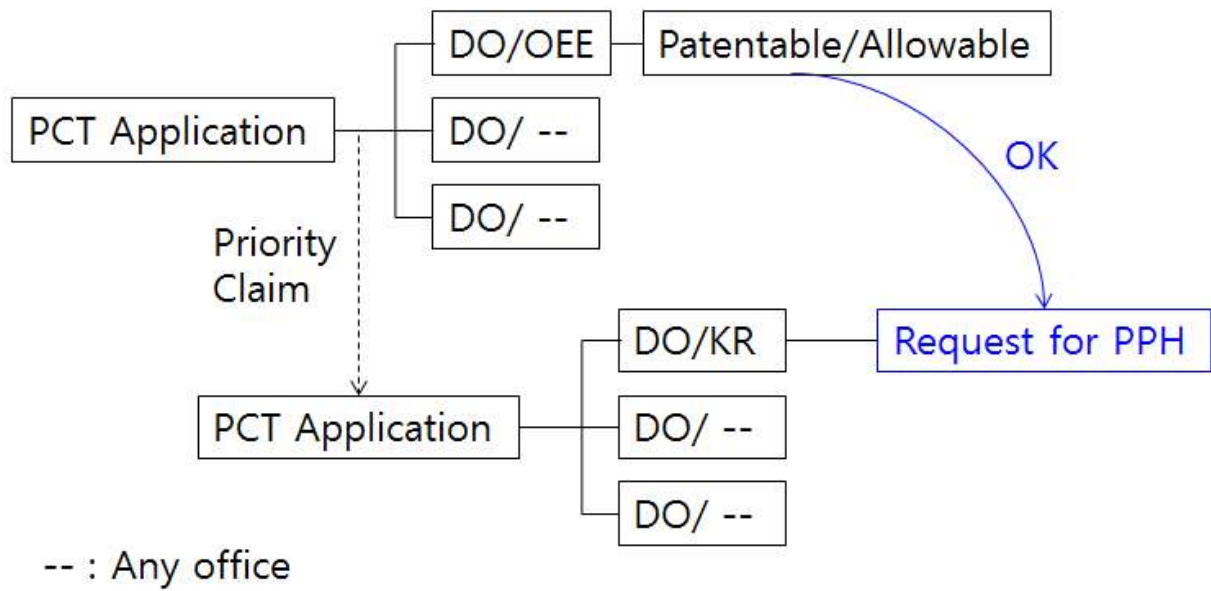 DO/OEE
Patentable/Allowable
PCT Application
DO/ --
DO/ --
OK
Priority
Claim
DO/KR
Request for PPH
PCT Application
DO/ --
DO/ --
-- : Any office